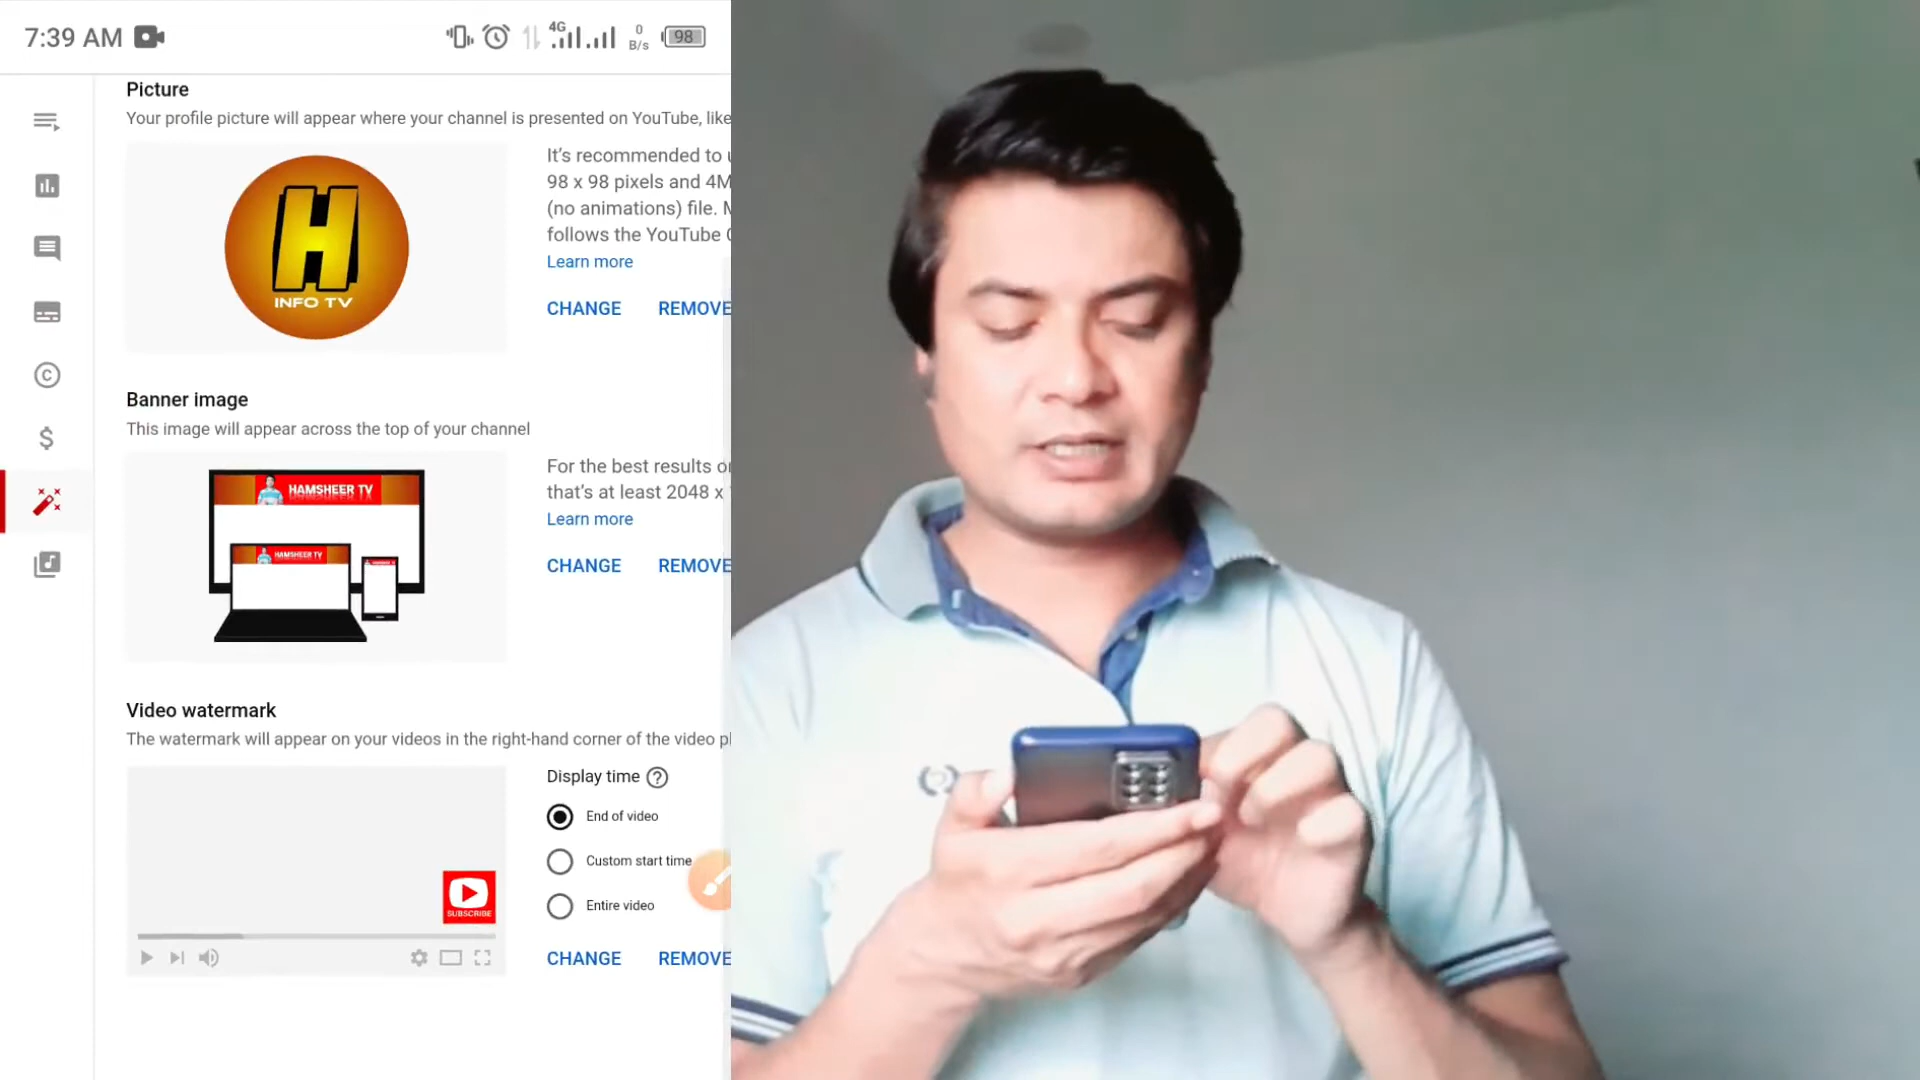 7:39 AM
4G
0
B/s
98
Picture
Your profile picture will appear where your channel is presented on YouTube, like
It's recommended to
98 x 98 pixels and 4M
(no animations) file.
follows the YouTube
Learn more
CHANGE REMOVE
H
INFO TV
Banner image
This image will appear across the top of your channel
HAMSHEER TV
HAMSHEER TV
HAMSHEER TV
For the best results
that's at least 2048 x
Learn more
CHANGE REMOVE
Video watermark
The watermark will appear on your videos in the right-hand corner of the video
SUBSCRIBE
Display time ?
End of video
Custom start time
Entire video
CHANGE REMOVE